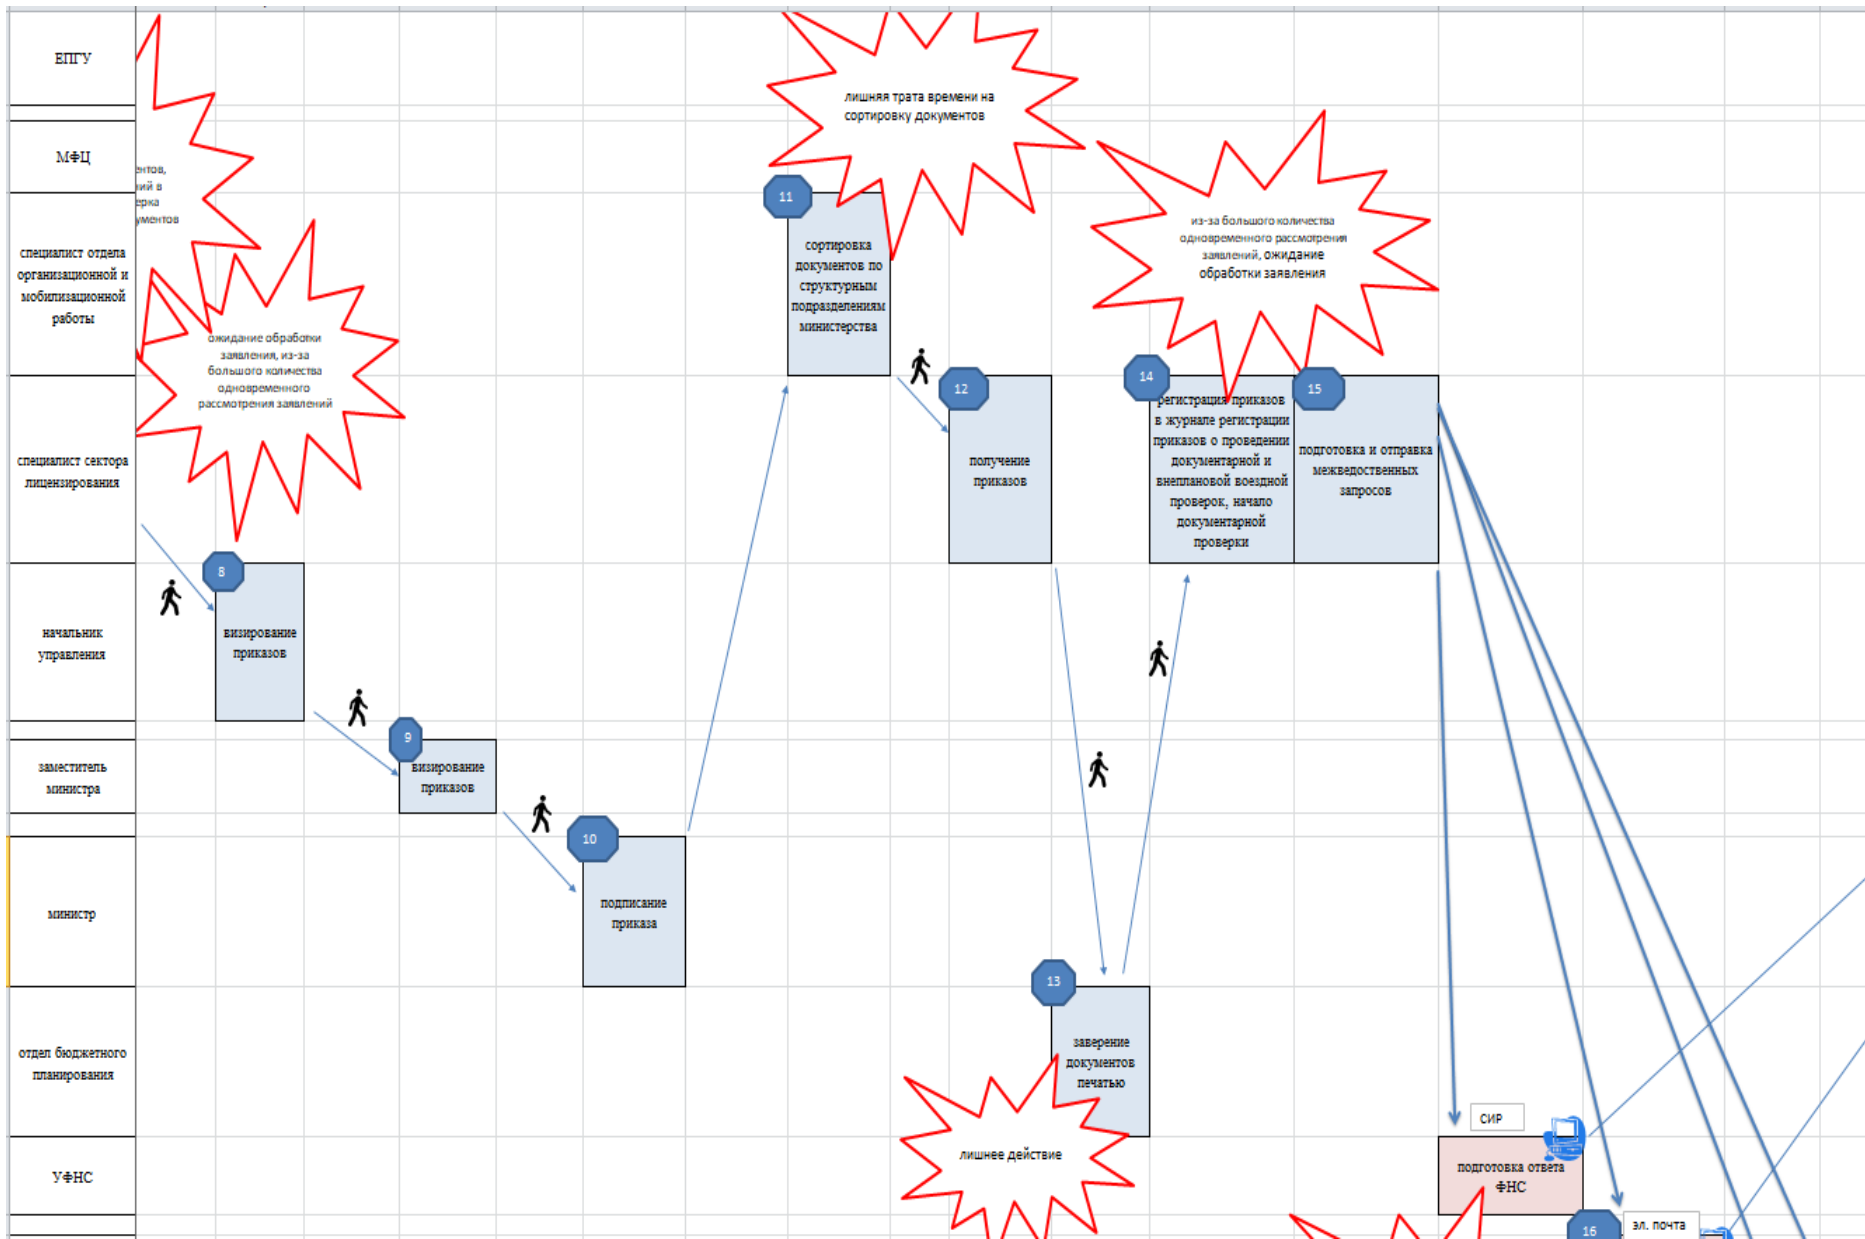 ЕПГУ
МФЦ
специалист отдела
организационной и
мобилизационной
работы
специалист сектора
лицензирования
начальник
управления
заместитель
министра
министр
отдел бюджетного
планирования
УФНС
ентов,
ий в
ерка
ументов
ожидание обработки
заявления, из-за
большого количества
одновременного
рассмотрения заявлений
8
визирование
приказов
9
визирование
приказов
10
подписание
приказа
лишняя трата времени на
сортировку документов
11
сортировка
документов по
структурным
подразделениям
министерства
12
получение
приказов
13
заверение
документов
печатью
лишнее действие
из-за большого количества
одновременного рассмотрения
заявлений, ожидание
обработки заявления
14
регистрация приказов
в журнале регистрации
приказов о проведении
документарной и
внеплановой воездной
проверок, начало
документарной
проверки
15
подготовка и отправка
межведоственных
запросов
СИР
подготовка ответа
ФНС
16
эл. почта